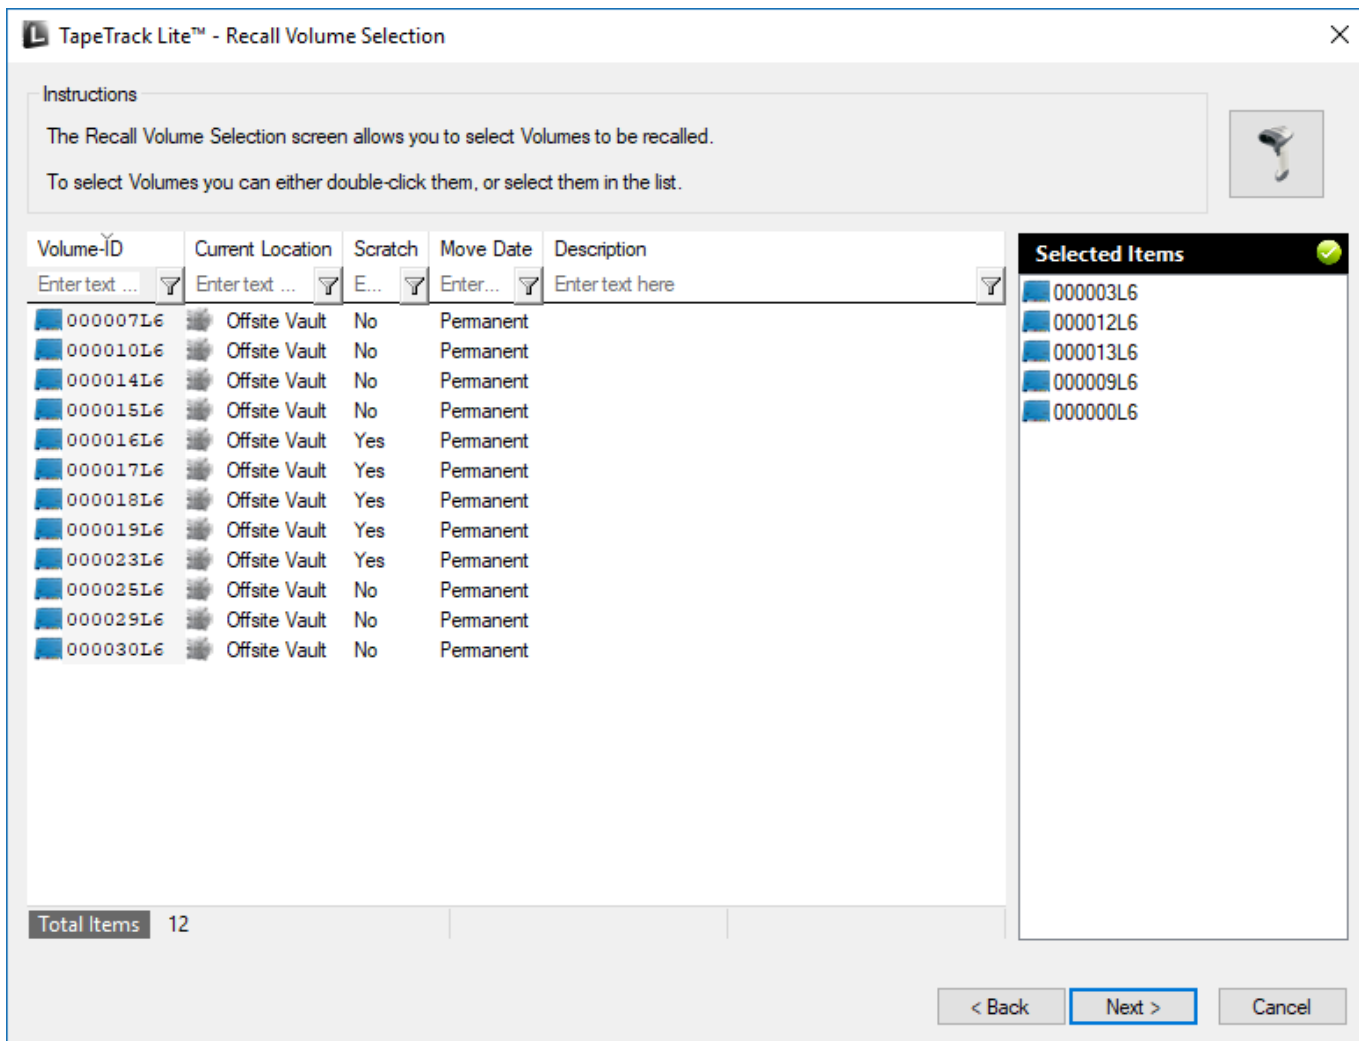 L TapeTrack Lite™ - Recall Volume Selection
Instructions
The Recall Volume Selection screen allows you to select Volumes to be recalled.
To select Volumes you can either double-click them, or select them in the list.
Volume-ID Current Location Scratch Move Date Description
Enter text ... Enter text ... E... Enter... Enter text here
000007L6 Offsite Vault No Permanent
000010L6 Offsite Vault No Permanent
000014L6 Offsite Vault No Permanent
000015L6 Offsite Vault No Permanent
000016L6 Offsite Vault Yes Permanent
000017L6 Offsite Vault Yes Permanent
000018L6 Offsite Vault Yes Permanent
000019L6 Offsite Vault Yes Permanent
000023L6 Offsite Vault Yes Permanent
000025L6 Offsite Vault No Permanent
000029L6 Offsite Vault No Permanent
000030L6 Offsite Vault No Permanent
Total Items 12
Selected Items
000003L6
000012L6
000013L6
000009L6
000000L6
< Back Next > Cancel